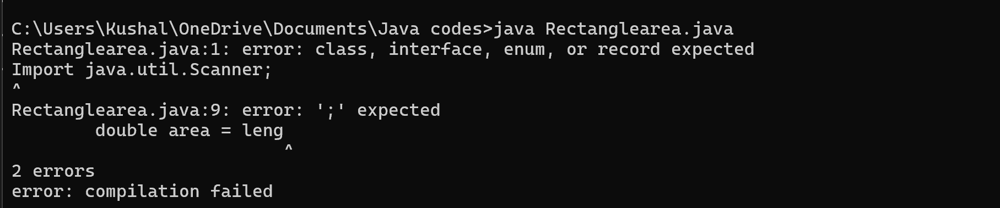 C:\Users\Kushal\OneDrive\Documents\Java codes>java Rectanglearea.java
Rectanglearea.java:1: error: class, interface, enum, or record expected
Import java.util.Scanner;
^
Rectanglearea.java:9: error: ';' expected
        double area = leng
                          ^
2 errors
error: compilation failed